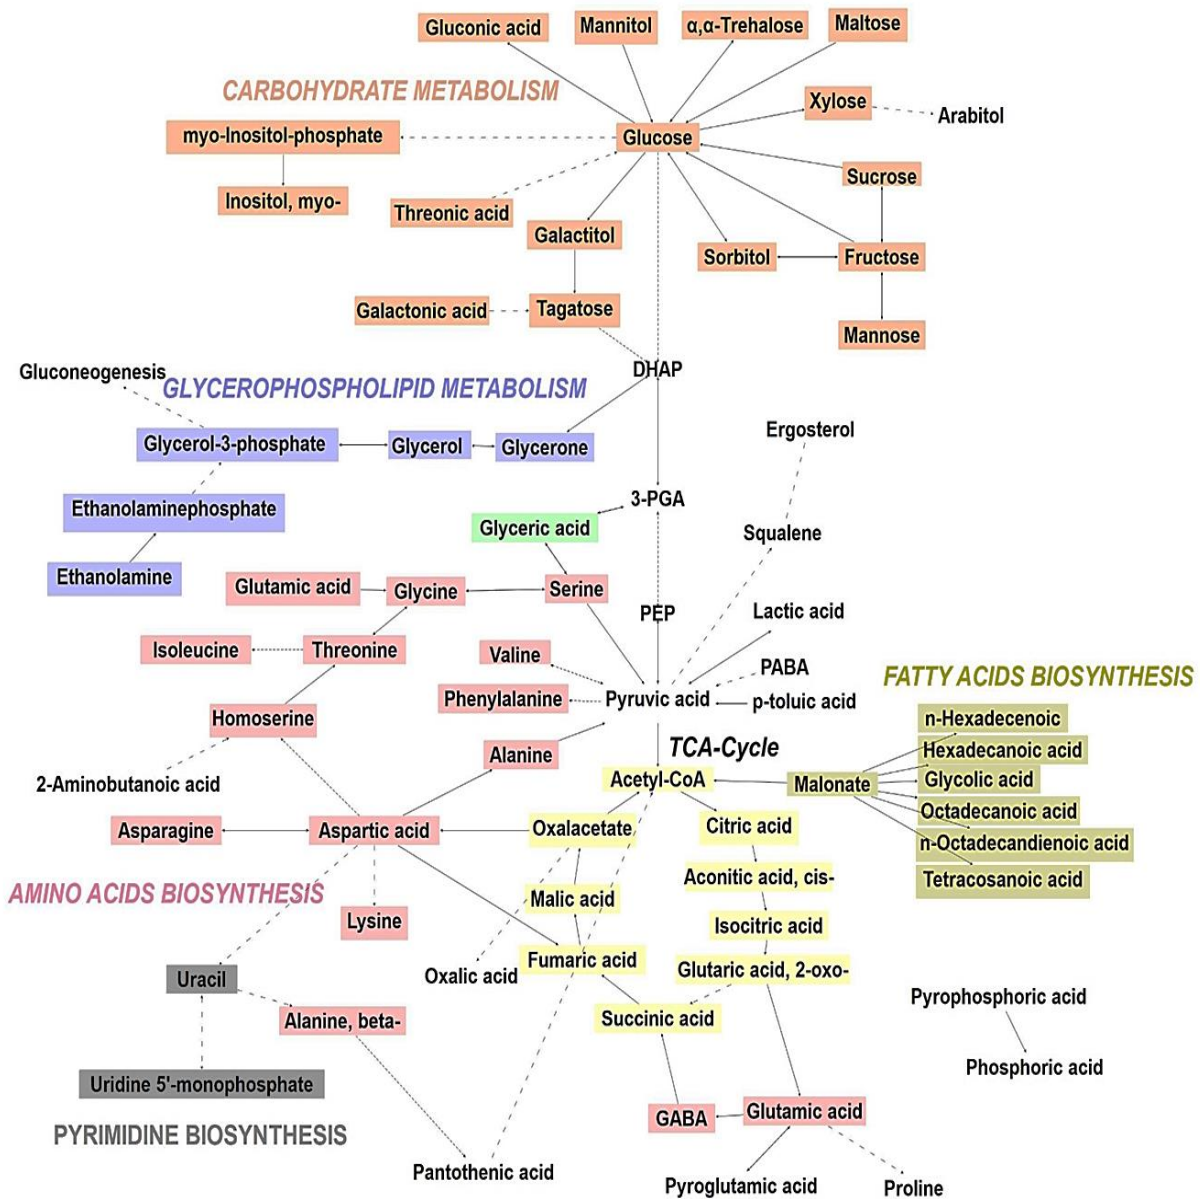 Gluconic acid
Mannitol
α,α-Trehalose
Maltose
CARBOHYDRATE METABOLISM
Xylose
Arabitol
myo-Inositol-phosphate
Glucose
Sucrose
Inositol, myo-
Threonic acid
Galactitol
Sorbitol
Fructose
Galactonic acid
Tagatose
Mannose
Gluconeogenesis
DHAP
GLYCEROPHOSPHOLIPID METABOLISM
Ergosterol
Glycerol-3-phosphate
Glycerol
Glycerone
3-PGA
Ethanolaminephosphate
Glyceric acid
Squalene
Ethanolamine
Glutamic acid
Glycine
Serine
PEP
Lactic acid
Isoleucine
Threonine
Valine
PABA
FATTY ACIDS BIOSYNTHESIS
Phenylalanine
Pyruvic acid
p-toluic acid
Homoserine
n-Hexadecenoic
TCA-Cycle
Hexadecanoic acid
Alanine
2-Aminobutanoic acid
Acetyl-CoA
Malonate
Glycolic acid
Octadecanoic acid
Asparagine
Aspartic acid
Oxalacetate
Citric acid
n-Octadecandienoic acid
Aconitic acid, cis-
Tetracosanoic acid
AMINO ACIDS BIOSYNTHESIS
Malic acid
Lysine
Isocitric acid
Uracil
Oxalic acid
Fumaric acid
Glutaric acid, 2-oxo-
Pyrophosphoric acid
Alanine, beta-
Succinic acid
Phosphoric acid
Uridine 5'-monophosphate
GABA
Glutamic acid
PYRIMIDINE BIOSYNTHESIS
Pantothenic acid
Pyroglutamic acid
Proline